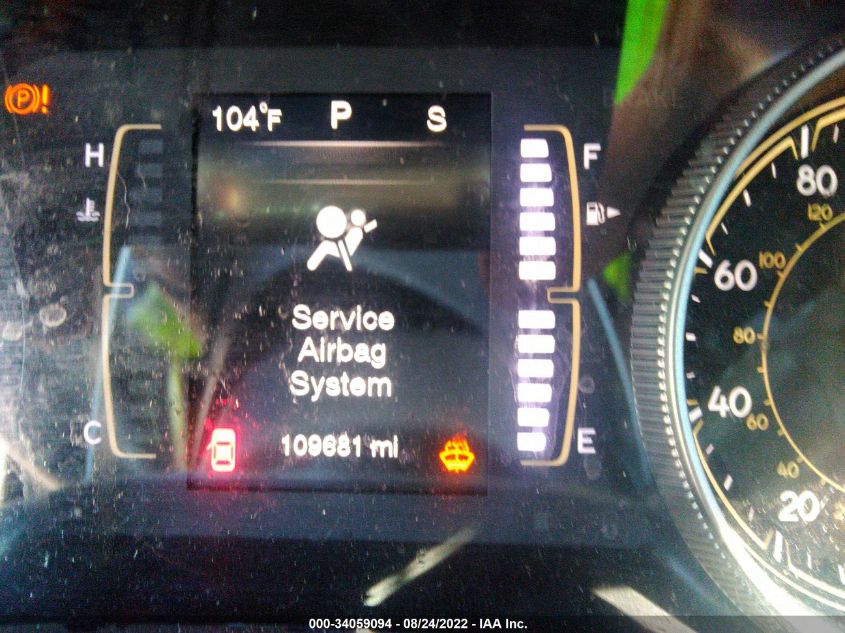 104°F P S
H F
80
120
60 100
80
Service
Airbag
System
40
60
C 109681 mi E
40
20
000-34059094 - 08/24/2022 - IAA Inc.